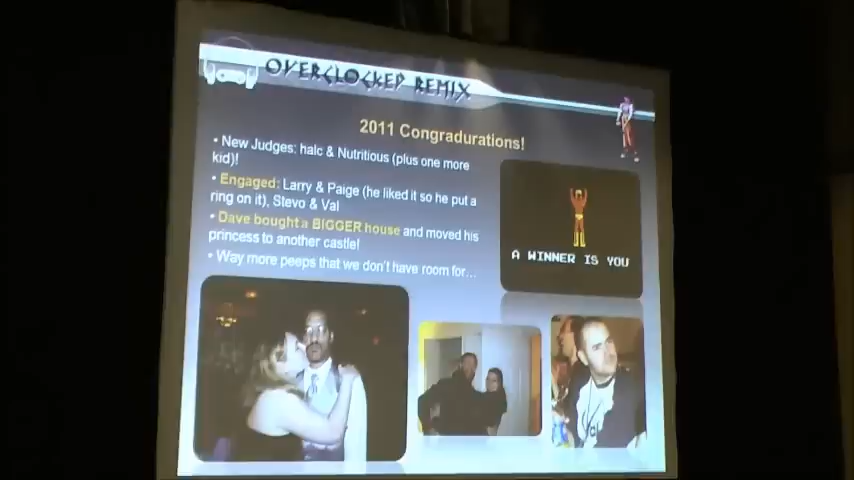 OVERCLOCKED REMIX
2011 Congradurations!
• New Judges: halc & Nutritious (plus one more
kid)!
• Engaged: Larry & Paige (he liked it so he put a
ring on it), Stevo & Val
• Dave bought a BIGGER house and moved his
princess to another castle!
• Way more peeps that we don't have room for...
A WINNER IS YOU